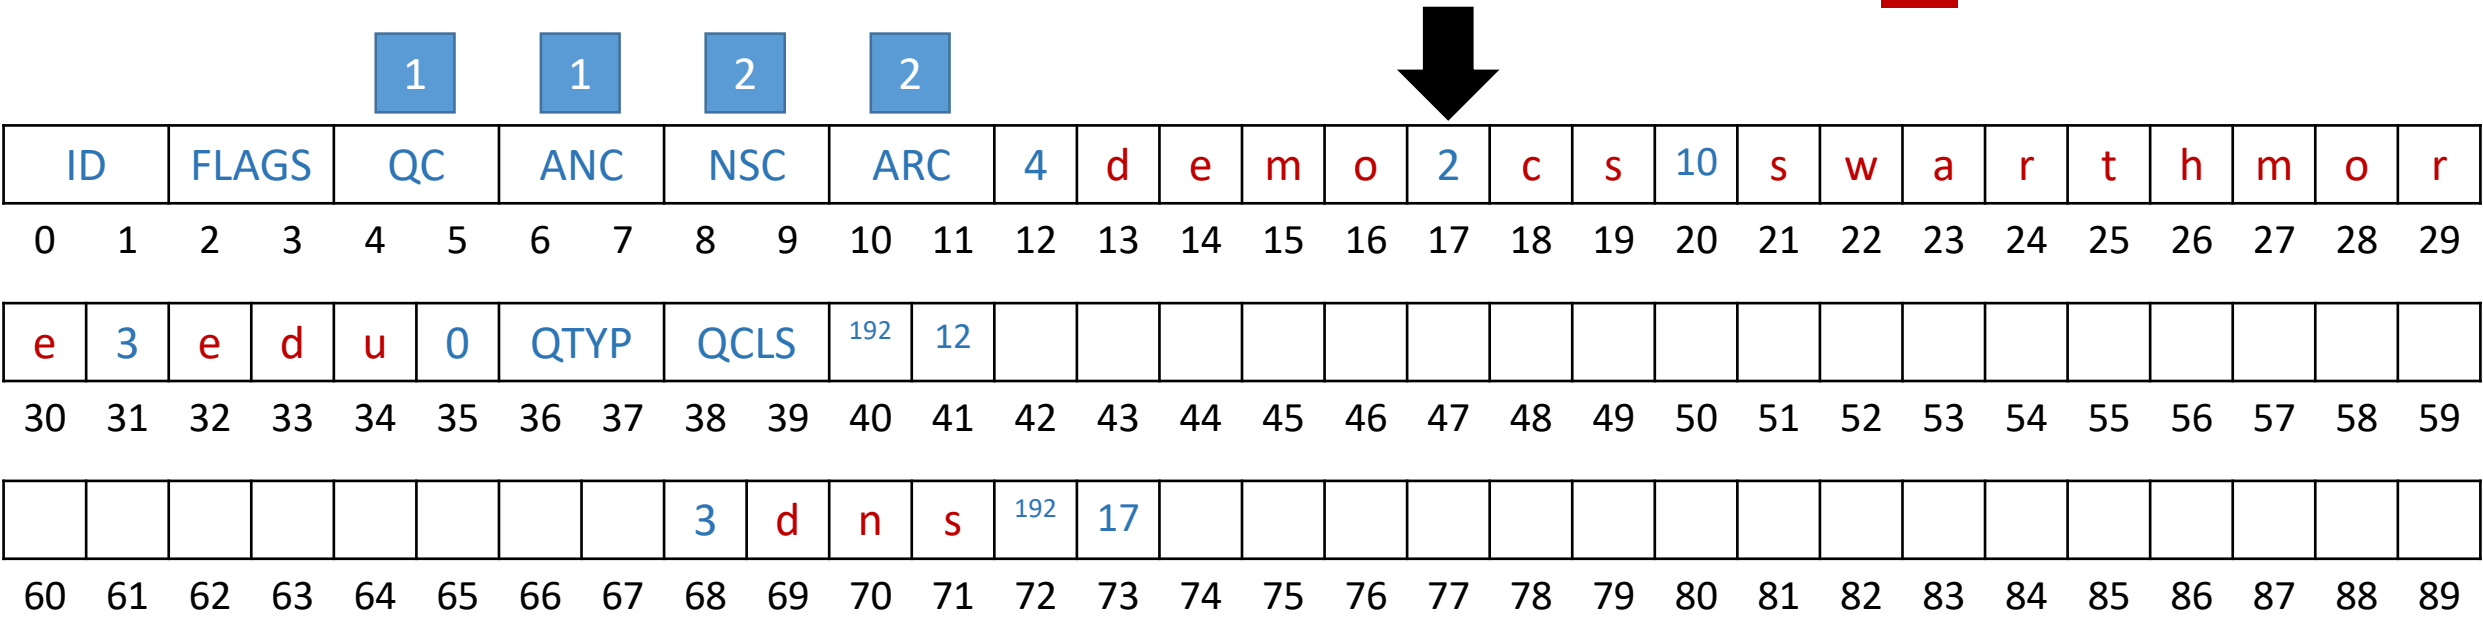 1 1 2 2
ID FLAGS QC ANC NSC ARC 4 d e m o 2 c s 10 s w a r t h m o r
0 1 2 3 4 5 6 7 8 9 10 11 12 13 14 15 16 17 18 19 20 21 22 23 24 25 26 27 28 29
e 3 e d u 0 QTYP QCLS 192 12
30 31 32 33 34 35 36 37 38 39 40 41 42 43 44 45 46 47 48 49 50 51 52 53 54 55 56 57 58 59
3 d n s 192 17
60 61 62 63 64 65 66 67 68 69 70 71 72 73 74 75 76 77 78 79 80 81 82 83 84 85 86 87 88 89